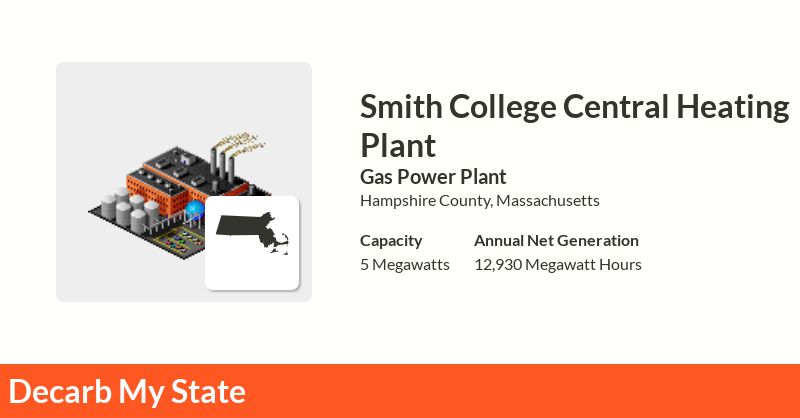 Smith College Central Heating
Plant
Gas Power Plant
Hampshire County, Massachusetts
Capacity
5 Megawatts
Annual Net Generation
12,930 Megawatt Hours
Decarb My State